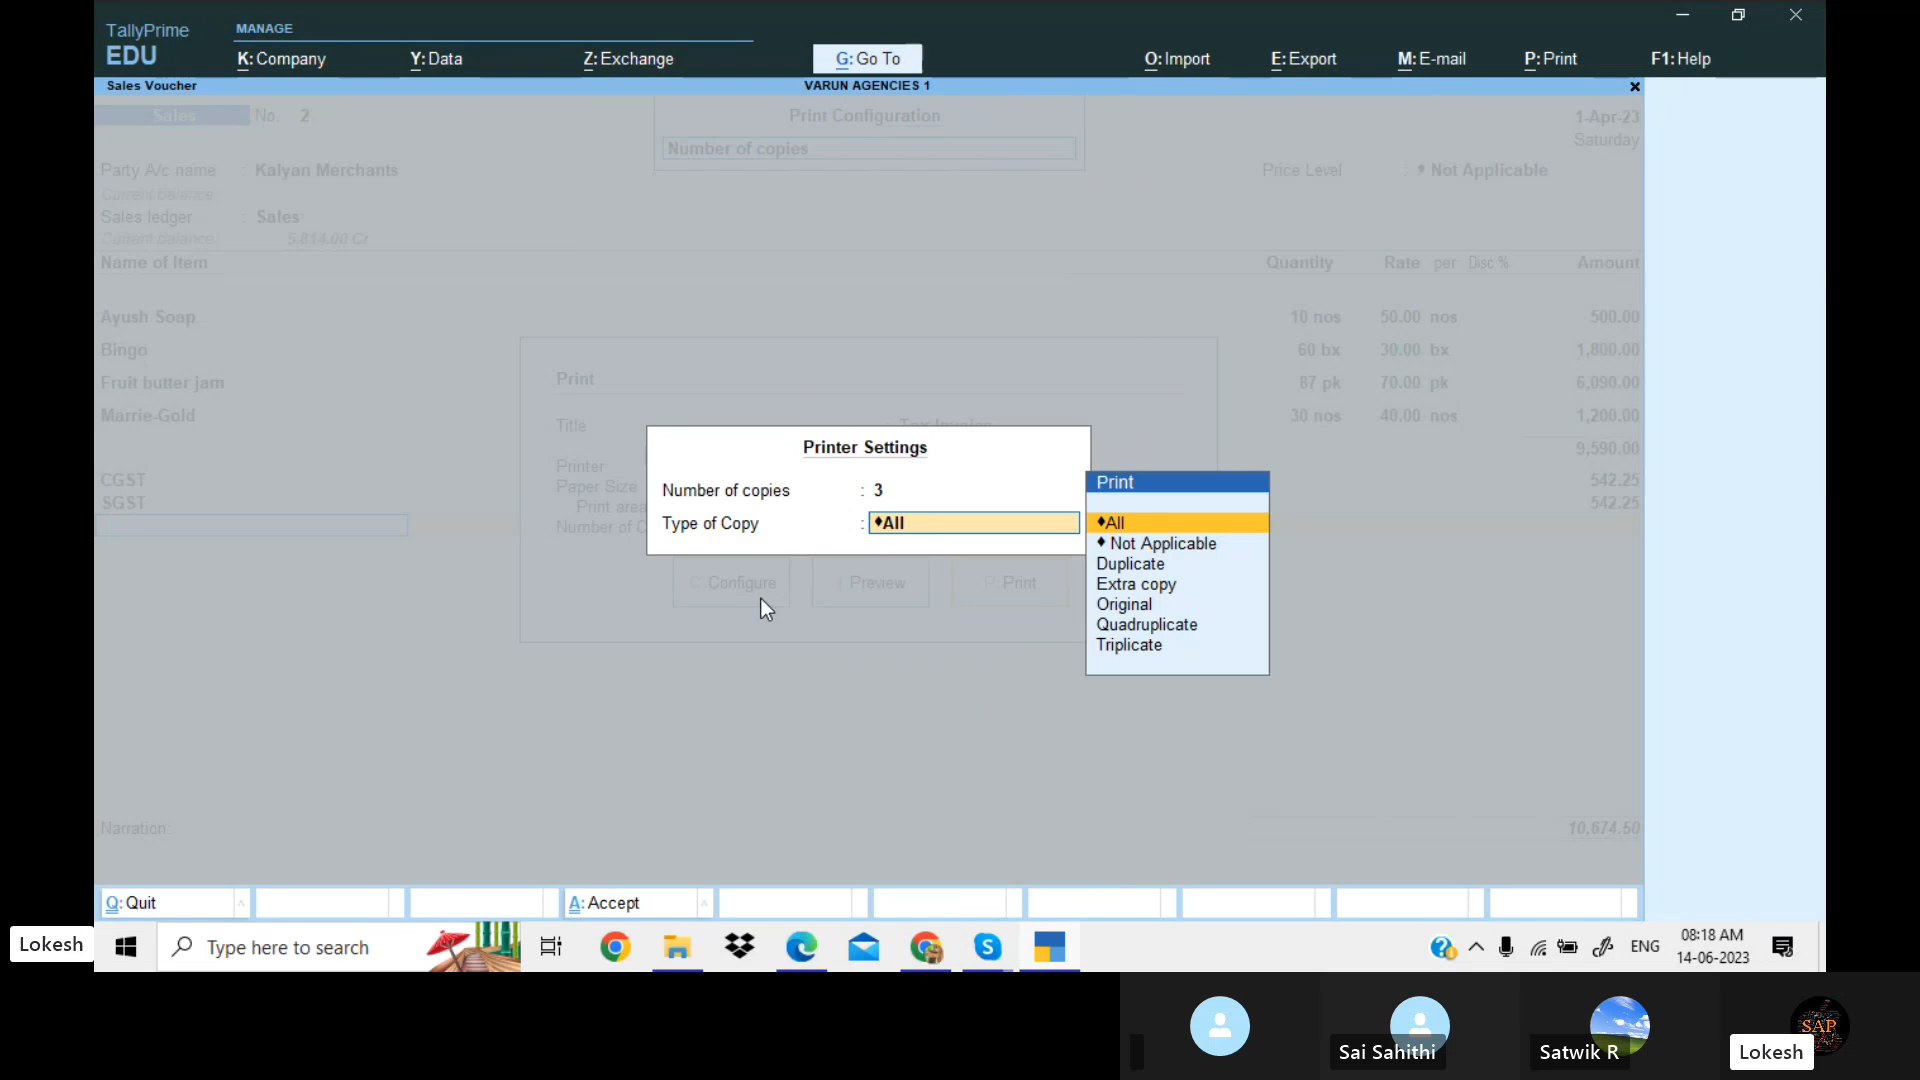 TallyPrime
EDU
MANAGE
K: Company
Y: Data
Z: Exchange
G: Go To
O: Import
E: Export
M: E-mail
P: Print
F1: Help
Sales Voucher
VARUN AGENCIES 1
Sales No. 2
Print Configuration
Number of copies
1-Apr-23
Saturday
Party A/c name : Kalyan Merchants
Price Level : ♦ Not Applicable
Current balance
Sales ledger : Sales
Current balance 5,814.00 Cr
Name of Item Quantity Rate per Disc % Amount
Ayush Soap 10 nos 50.00 nos 500.00
Bingo 60 bx 30.00 bx 1,800.00
Fruit butter jam 87 pk 70.00 pk 6,090.00
Marrie-Gold 30 nos 40.00 nos 1,200.00
9,590.00
CGST 542.25
SGST 542.25
Print
Title
Printer
Paper Size
Print area
Number of C
Printer Settings
Number of copies : 3
Type of Copy : ♦All
Print
♦All
♦ Not Applicable
Duplicate
Extra copy
Original
Quadruplicate
Triplicate
C: Configure
Preview
P: Print
Narration:
10,674.50
Q: Quit
A: Accept
Lokesh
Type here to search
ENG
08:18 AM
14-06-2023
Sai Sahithi
Satwik R
SAP
Lokesh